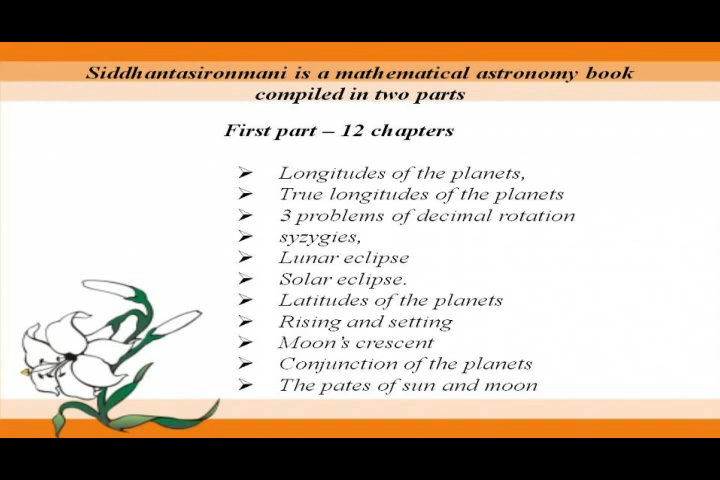 Siddhantasironmani is a mathematical astronomy book
compiled in two parts
First part – 12 chapters
➢ Longitudes of the planets,
➢ True longitudes of the planets
➢ 3 problems of decimal rotation
➢ syzygies,
➢ Lunar eclipse
➢ Solar eclipse.
➢ Latitudes of the planets
➢ Rising and setting
➢ Moon’s crescent
➢ Conjunction of the planets
➢ The pates of sun and moon